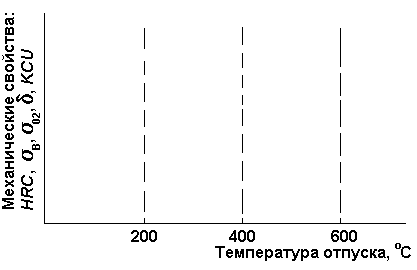 Механические свойства:
HRC, σв, σ02, δ, KCU
200 400 600
Температура отпуска, °C